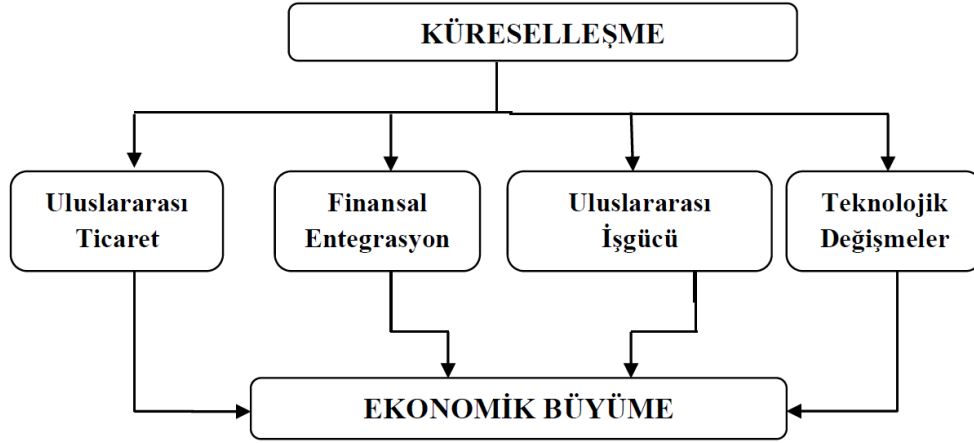 KÜRESELLEŞME
Uluslararası
Ticaret
Finansal
Entegrasyon
Uluslararası
İşgücü
Teknolojik
Değişmeler
EKONOMİK BÜYÜME